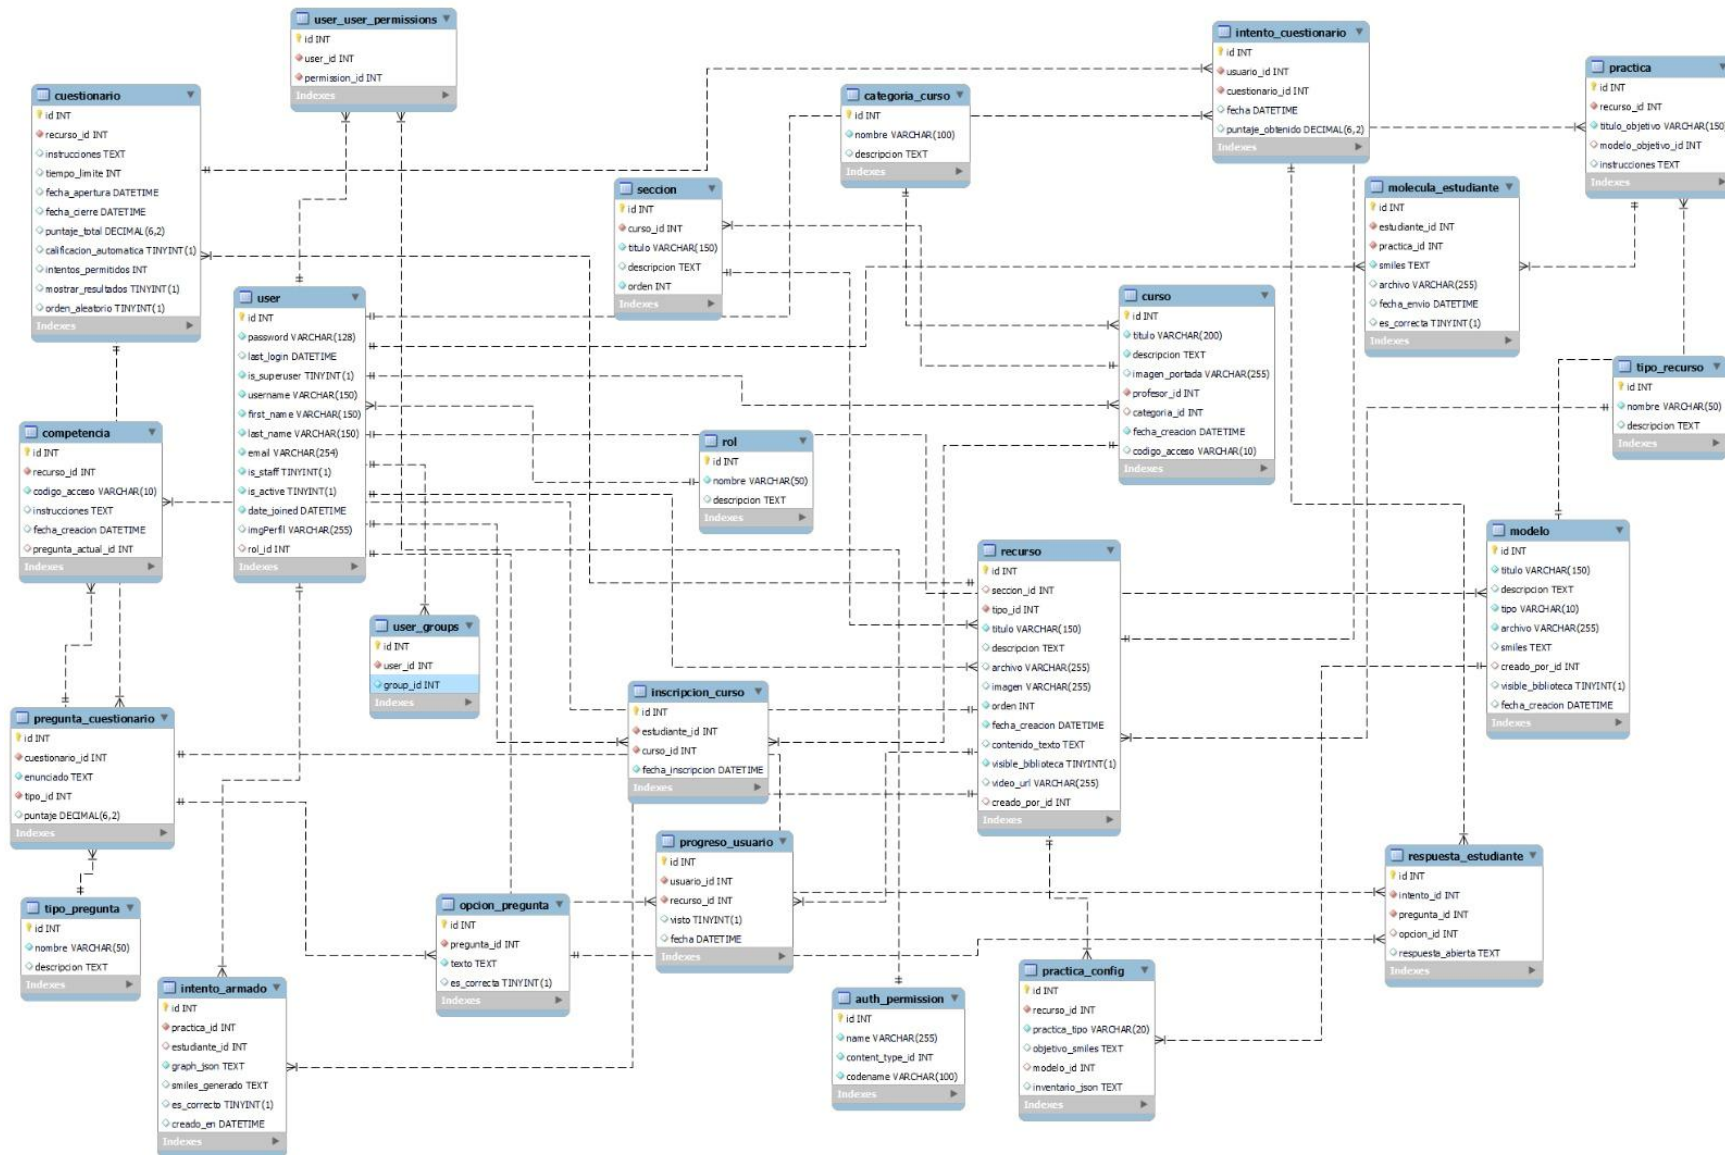 user_user_permissions
id INT
user_id INT
permission_id INT
Indexes
cuestionario
id INT
recurso_id INT
instrucciones TEXT
tiempo_limite INT
fecha_apertura DATETIME
fecha_cierre DATETIME
puntaje_total DECIMAL(6,2)
calificacion_automatica TINYINT(1)
intentos_permitidos INT
mostrar_resultados TINYINT(1)
orden_aleatorio TINYINT(1)
Indexes
categoria_curso
id INT
nombre VARCHAR(100)
descripcion TEXT
Indexes
intento_cuestionario
id INT
usuario_id INT
cuestionario_id INT
fecha DATETIME
puntaje_obtenido DECIMAL(6,2)
Indexes
practica
id INT
recurso_id INT
titulo_objetivo VARCHAR(150)
modelo_objetivo_id INT
instrucciones TEXT
Indexes
seccion
id INT
curso_id INT
titulo VARCHAR(150)
descripcion TEXT
orden INT
Indexes
molecula_estudiante
id INT
estudiante_id INT
practica_id INT
smiles TEXT
archivo VARCHAR(255)
fecha_envio DATETIME
es_correcta TINYINT(1)
Indexes
user
id INT
password VARCHAR(128)
last_login DATETIME
is_superuser TINYINT(1)
username VARCHAR(150)
first_name VARCHAR(150)
last_name VARCHAR(150)
email VARCHAR(254)
is_staff TINYINT(1)
is_active TINYINT(1)
date_joined DATETIME
imgPerfil VARCHAR(255)
rol_id INT
Indexes
curso
id INT
titulo VARCHAR(200)
descripcion TEXT
imagen_portada VARCHAR(255)
profesor_id INT
categoria_id INT
fecha_creacion DATETIME
codigo_acceso VARCHAR(10)
Indexes
tipo_recurso
id INT
nombre VARCHAR(50)
descripcion TEXT
Indexes
competencia
id INT
recurso_id INT
codigo_acceso VARCHAR(10)
instrucciones TEXT
fecha_creacion DATETIME
pregunta_actual_id INT
Indexes
rol
id INT
nombre VARCHAR(50)
descripcion TEXT
Indexes
modelo
id INT
titulo VARCHAR(150)
descripcion TEXT
tipo VARCHAR(10)
archivo VARCHAR(255)
smiles TEXT
creado_por_id INT
visible_biblioteca TINYINT(1)
fecha_creacion DATETIME
Indexes
recurso
id INT
seccion_id INT
tipo_id INT
titulo VARCHAR(150)
descripcion TEXT
archivo VARCHAR(255)
imagen VARCHAR(255)
orden INT
fecha_creacion DATETIME
contenido_texto TEXT
visible_biblioteca TINYINT(1)
video_url VARCHAR(255)
creado_por_id INT
Indexes
user_groups
id INT
user_id INT
group_id INT
Indexes
inscripcion_curso
id INT
estudiante_id INT
curso_id INT
fecha_inscripcion DATETIME
Indexes
pregunta_cuestionario
id INT
cuestionario_id INT
enunciado TEXT
tipo_id INT
puntaje DECIMAL(6,2)
Indexes
progreso_usuario
id INT
usuario_id INT
recurso_id INT
visto TINYINT(1)
fecha DATETIME
Indexes
respuesta_estudiante
id INT
intento_id INT
pregunta_id INT
opcion_id INT
respuesta_abierta TEXT
Indexes
tipo_pregunta
id INT
nombre VARCHAR(50)
descripcion TEXT
Indexes
opcion_pregunta
id INT
pregunta_id INT
texto TEXT
es_correcta TINYINT(1)
Indexes
intento_armado
id INT
practica_id INT
estudiante_id INT
graph_json TEXT
smiles_generado TEXT
es_correcto TINYINT(1)
creado_en DATETIME
Indexes
auth_permission
id INT
name VARCHAR(255)
content_type_id INT
codename VARCHAR(100)
Indexes
practica_config
id INT
recurso_id INT
practica_tipo VARCHAR(20)
objetivo_smiles TEXT
modelo_id INT
inventario_json TEXT
Indexes